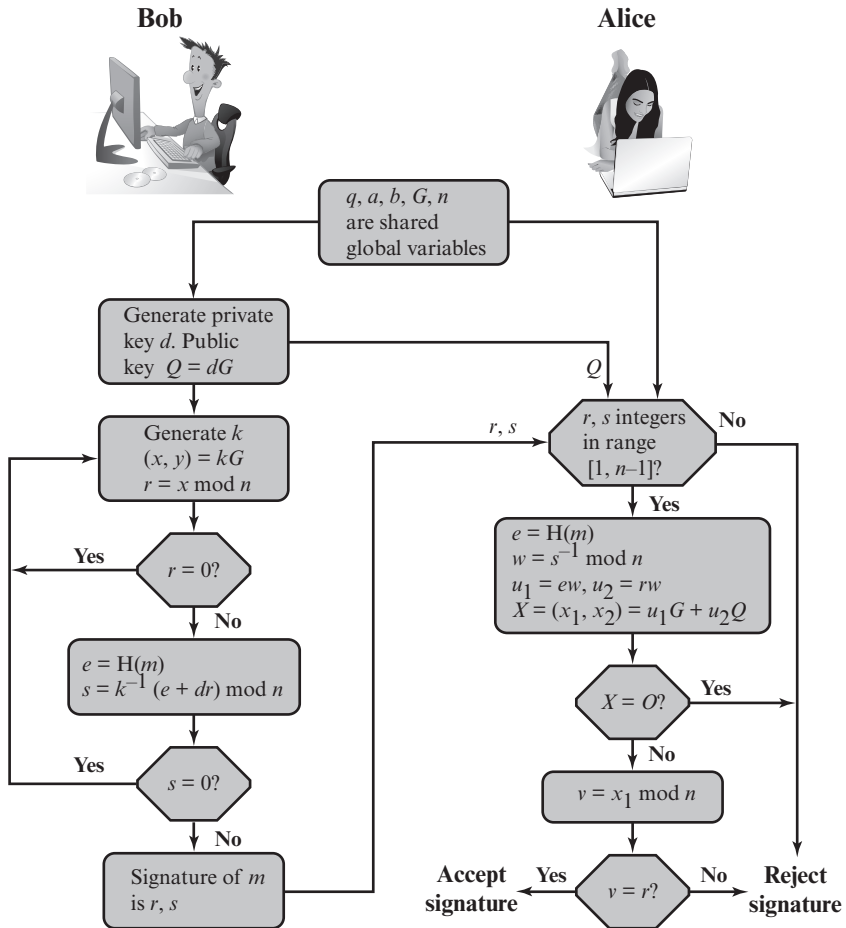 Bob
Alice
q, a, b, G, n
are shared
global variables
Generate private
key d. Public
key Q = dG
Q
Generate k
(x, y) = kG
r = x mod n
r, s
r, s integers
in range
[1, n–1]?
No
Yes
Yes
r = 0?
No
e = H(m)
w = s⁻¹ mod n
u₁ = ew, u₂ = rw
X = (x₁, x₂) = u₁G + u₂Q
e = H(m)
s = k⁻¹ (e + dr) mod n
X = O?
Yes
No
Yes
s = 0?
No
v = x₁ mod n
Signature of m
is r, s
Accept
signature
Yes
v = r?
No
Reject
signature